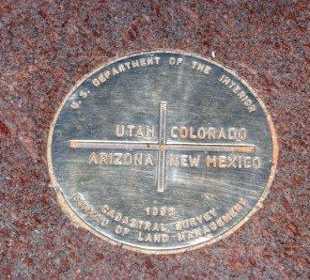 U.S. DEPARTMENT OF THE INTERIOR
UTAH COLORADO
ARIZONA NEW MEXICO
1992
CADASTRAL SURVEY
BUREAU OF LAND MANAGEMENT